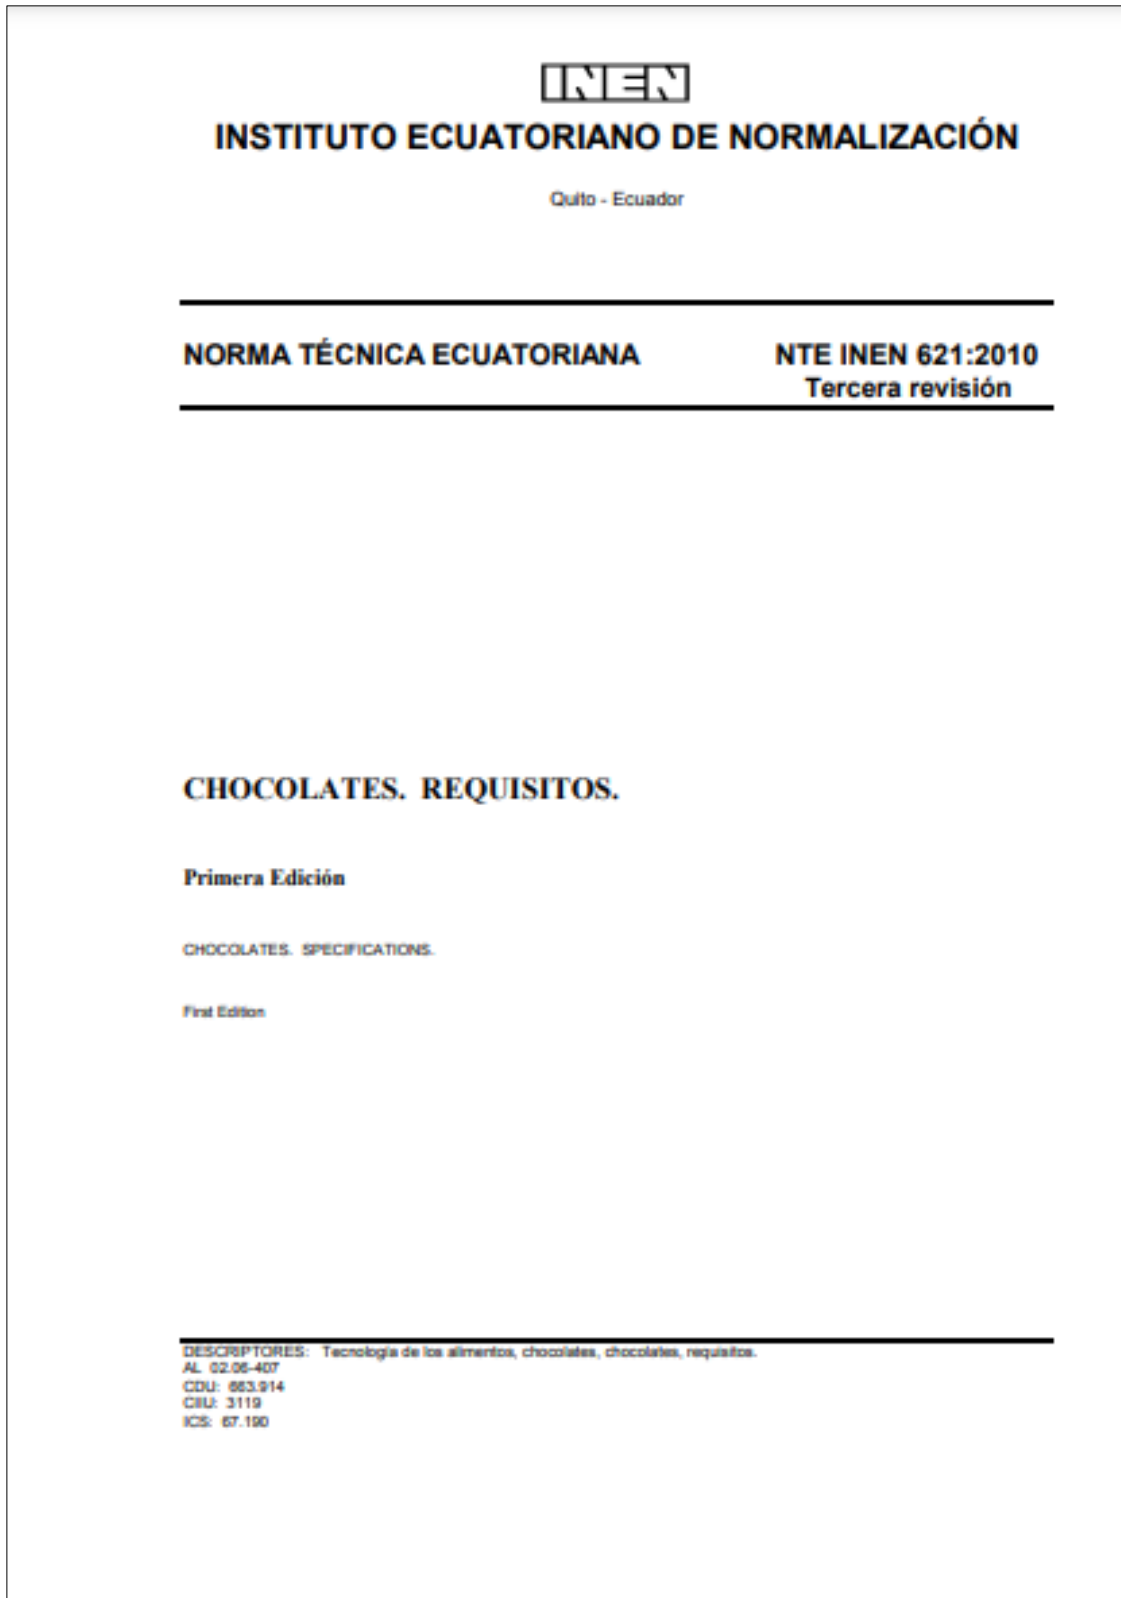 INEN
INSTITUTO ECUATORIANO DE NORMALIZACIÓN
Quito - Ecuador
NORMA TÉCNICA ECUATORIANA
NTE INEN 621:2010
Tercera revisión
CHOCOLATES. REQUISITOS.
Primera Edición
CHOCOLATES. SPECIFICATIONS.
First Edition
DESCRIPTORES: Tecnología de los alimentos, chocolates, chocolates, requisitos.
AL 02.06-407
CDU: 663.914
CIIU: 3119
ICS: 67.190